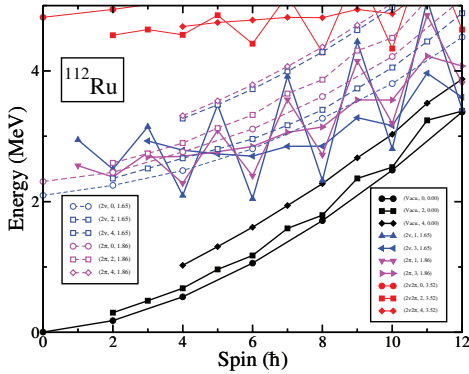 4
2
0
0
2
4
6
8
10
12
Energy (MeV)
Spin (ħ)
¹¹²Ru
(2ν, 0, 1.65)
(2ν, 2, 1.65)
(2ν, 4, 1.65)
(2π, 0, 1.86)
(2π, 2, 1.86)
(2π, 4, 1.86)
(Vacu., 0, 0.00)
(Vacu., 2, 0.00)
(Vacu., 4, 0.00)
(2ν, 1, 1.65)
(2ν, 3, 1.65)
(2π, 1, 1.86)
(2π, 3, 1.86)
(2ν2π, 0, 3.52)
(2ν2π, 2, 3.52)
(2ν2π, 4, 3.52)